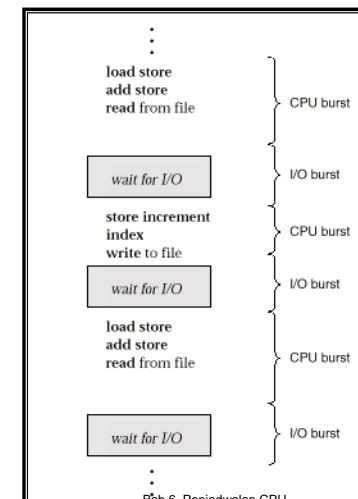 load store
add store
read from file
CPU burst
wait for I/O
I/O burst
store increment
index
write to file
CPU burst
wait for I/O
I/O burst
load store
add store
read from file
CPU burst
wait for I/O
I/O burst
Bab 6. Penjadwalan CPU